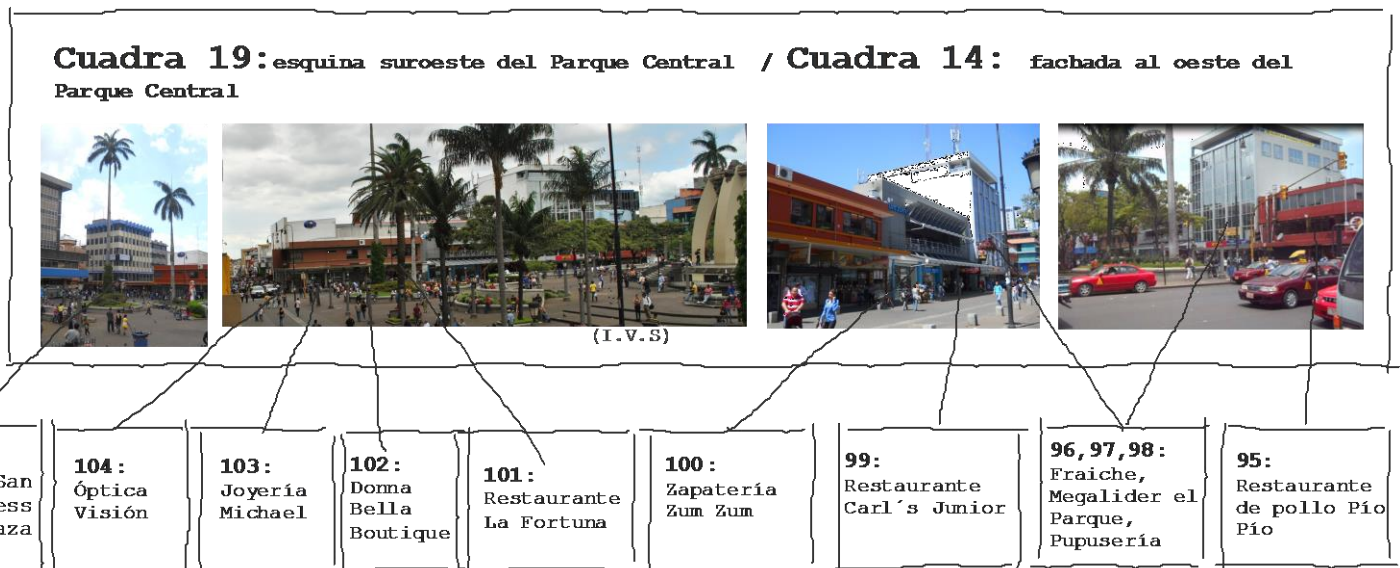 Cuadra 19: esquina suroeste del Parque Central / Cuadra 14: fachada al oeste del
Parque Central
(I.V.S)
San
ess
aza
104:
Óptica
Visión
103:
Joyería
Michael
102:
Donna
Bella
Boutique
101:
Restaurante
La Fortuna
100:
Zapatería
Zum Zum
99:
Restaurante
Carl´s Junior
96,97,98:
Fraiche,
Megalider el
Parque,
Pupusería
95:
Restaurante
de pollo Pío
Pío